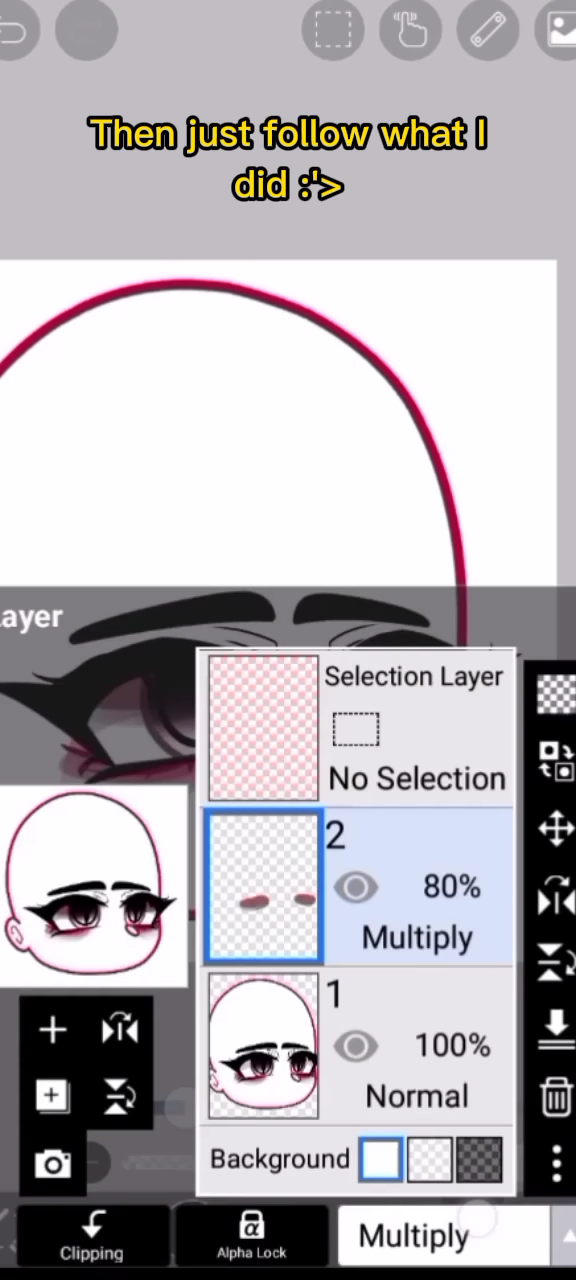 Then just follow what I
did :'>
ayer
Selection Layer
No Selection
2
80%
Multiply
1
100%
Normal
Background
Clipping
α
Alpha Lock
Multiply